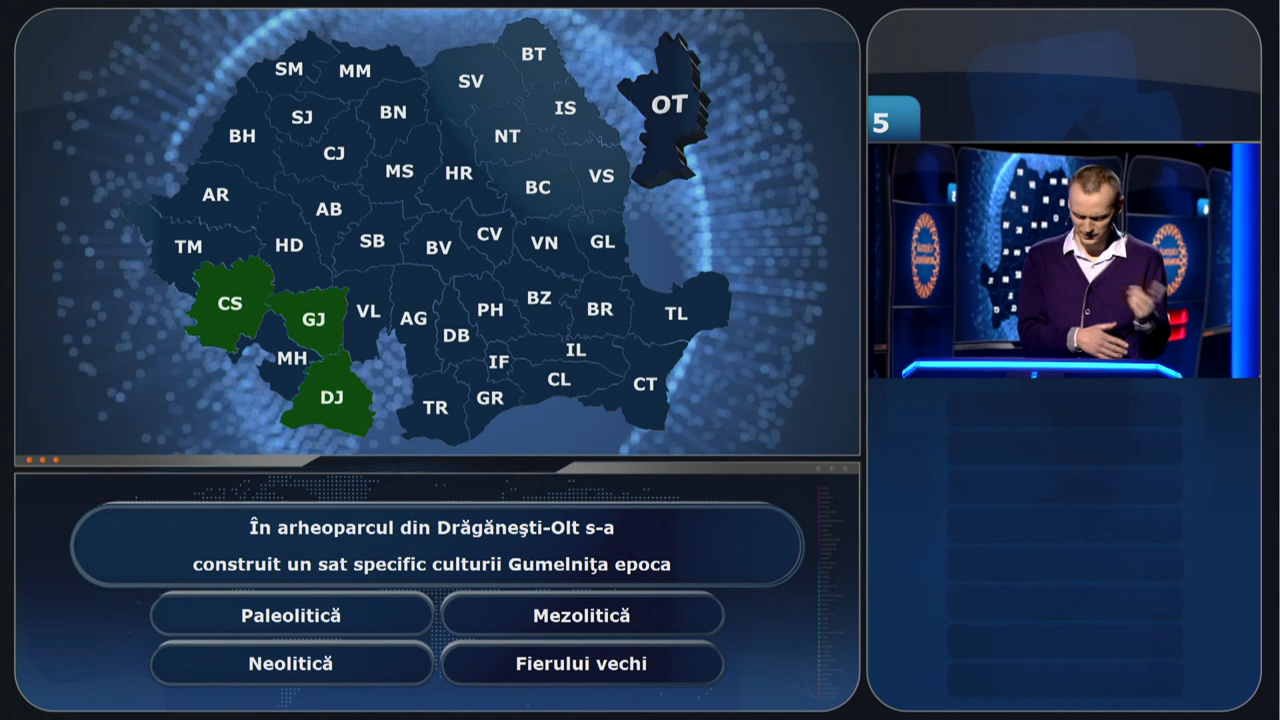 BT
SM
MM
SV
OT
SJ
BN
IS
5
BH
NT
CJ
MS
HR
VS
BC
AR
AB
CV
TM
HD
SB
BV
VN
GL
CS
GJ
VL
AG
PH
BZ
BR
TL
DB
MH
IF
IL
CL
CT
DJ
TR
GR
În arheoparcul din Drăgăneşti-Olt s-a
construit un sat specific culturii Gumelniţa epoca
Paleolitică
Mezolitică
Neolitică
Fierului vechi